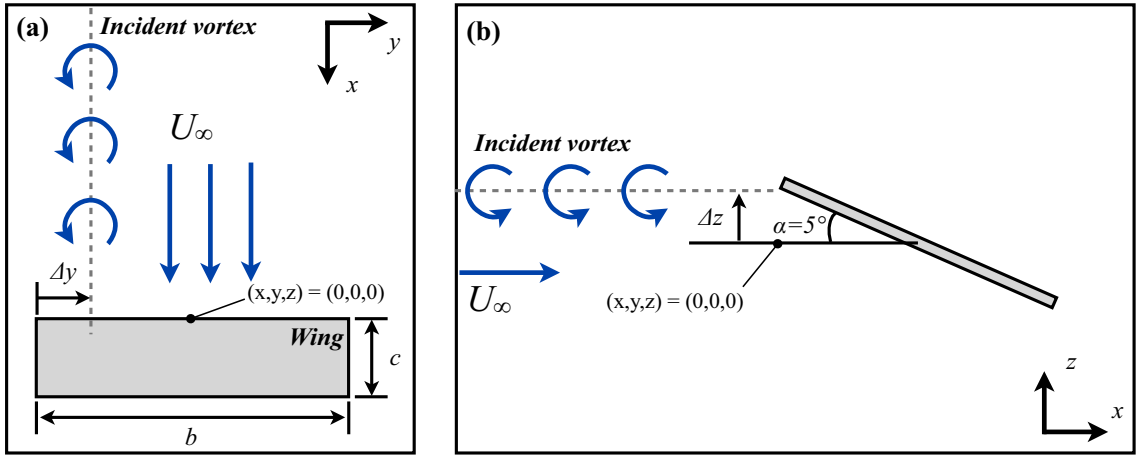 (a)
Incident vortex
y
x
U∞
Δy
(x,y,z) = (0,0,0)
Wing
c
b
(b)
Incident vortex
Δz
α=5°
(x,y,z) = (0,0,0)
U∞
z
x